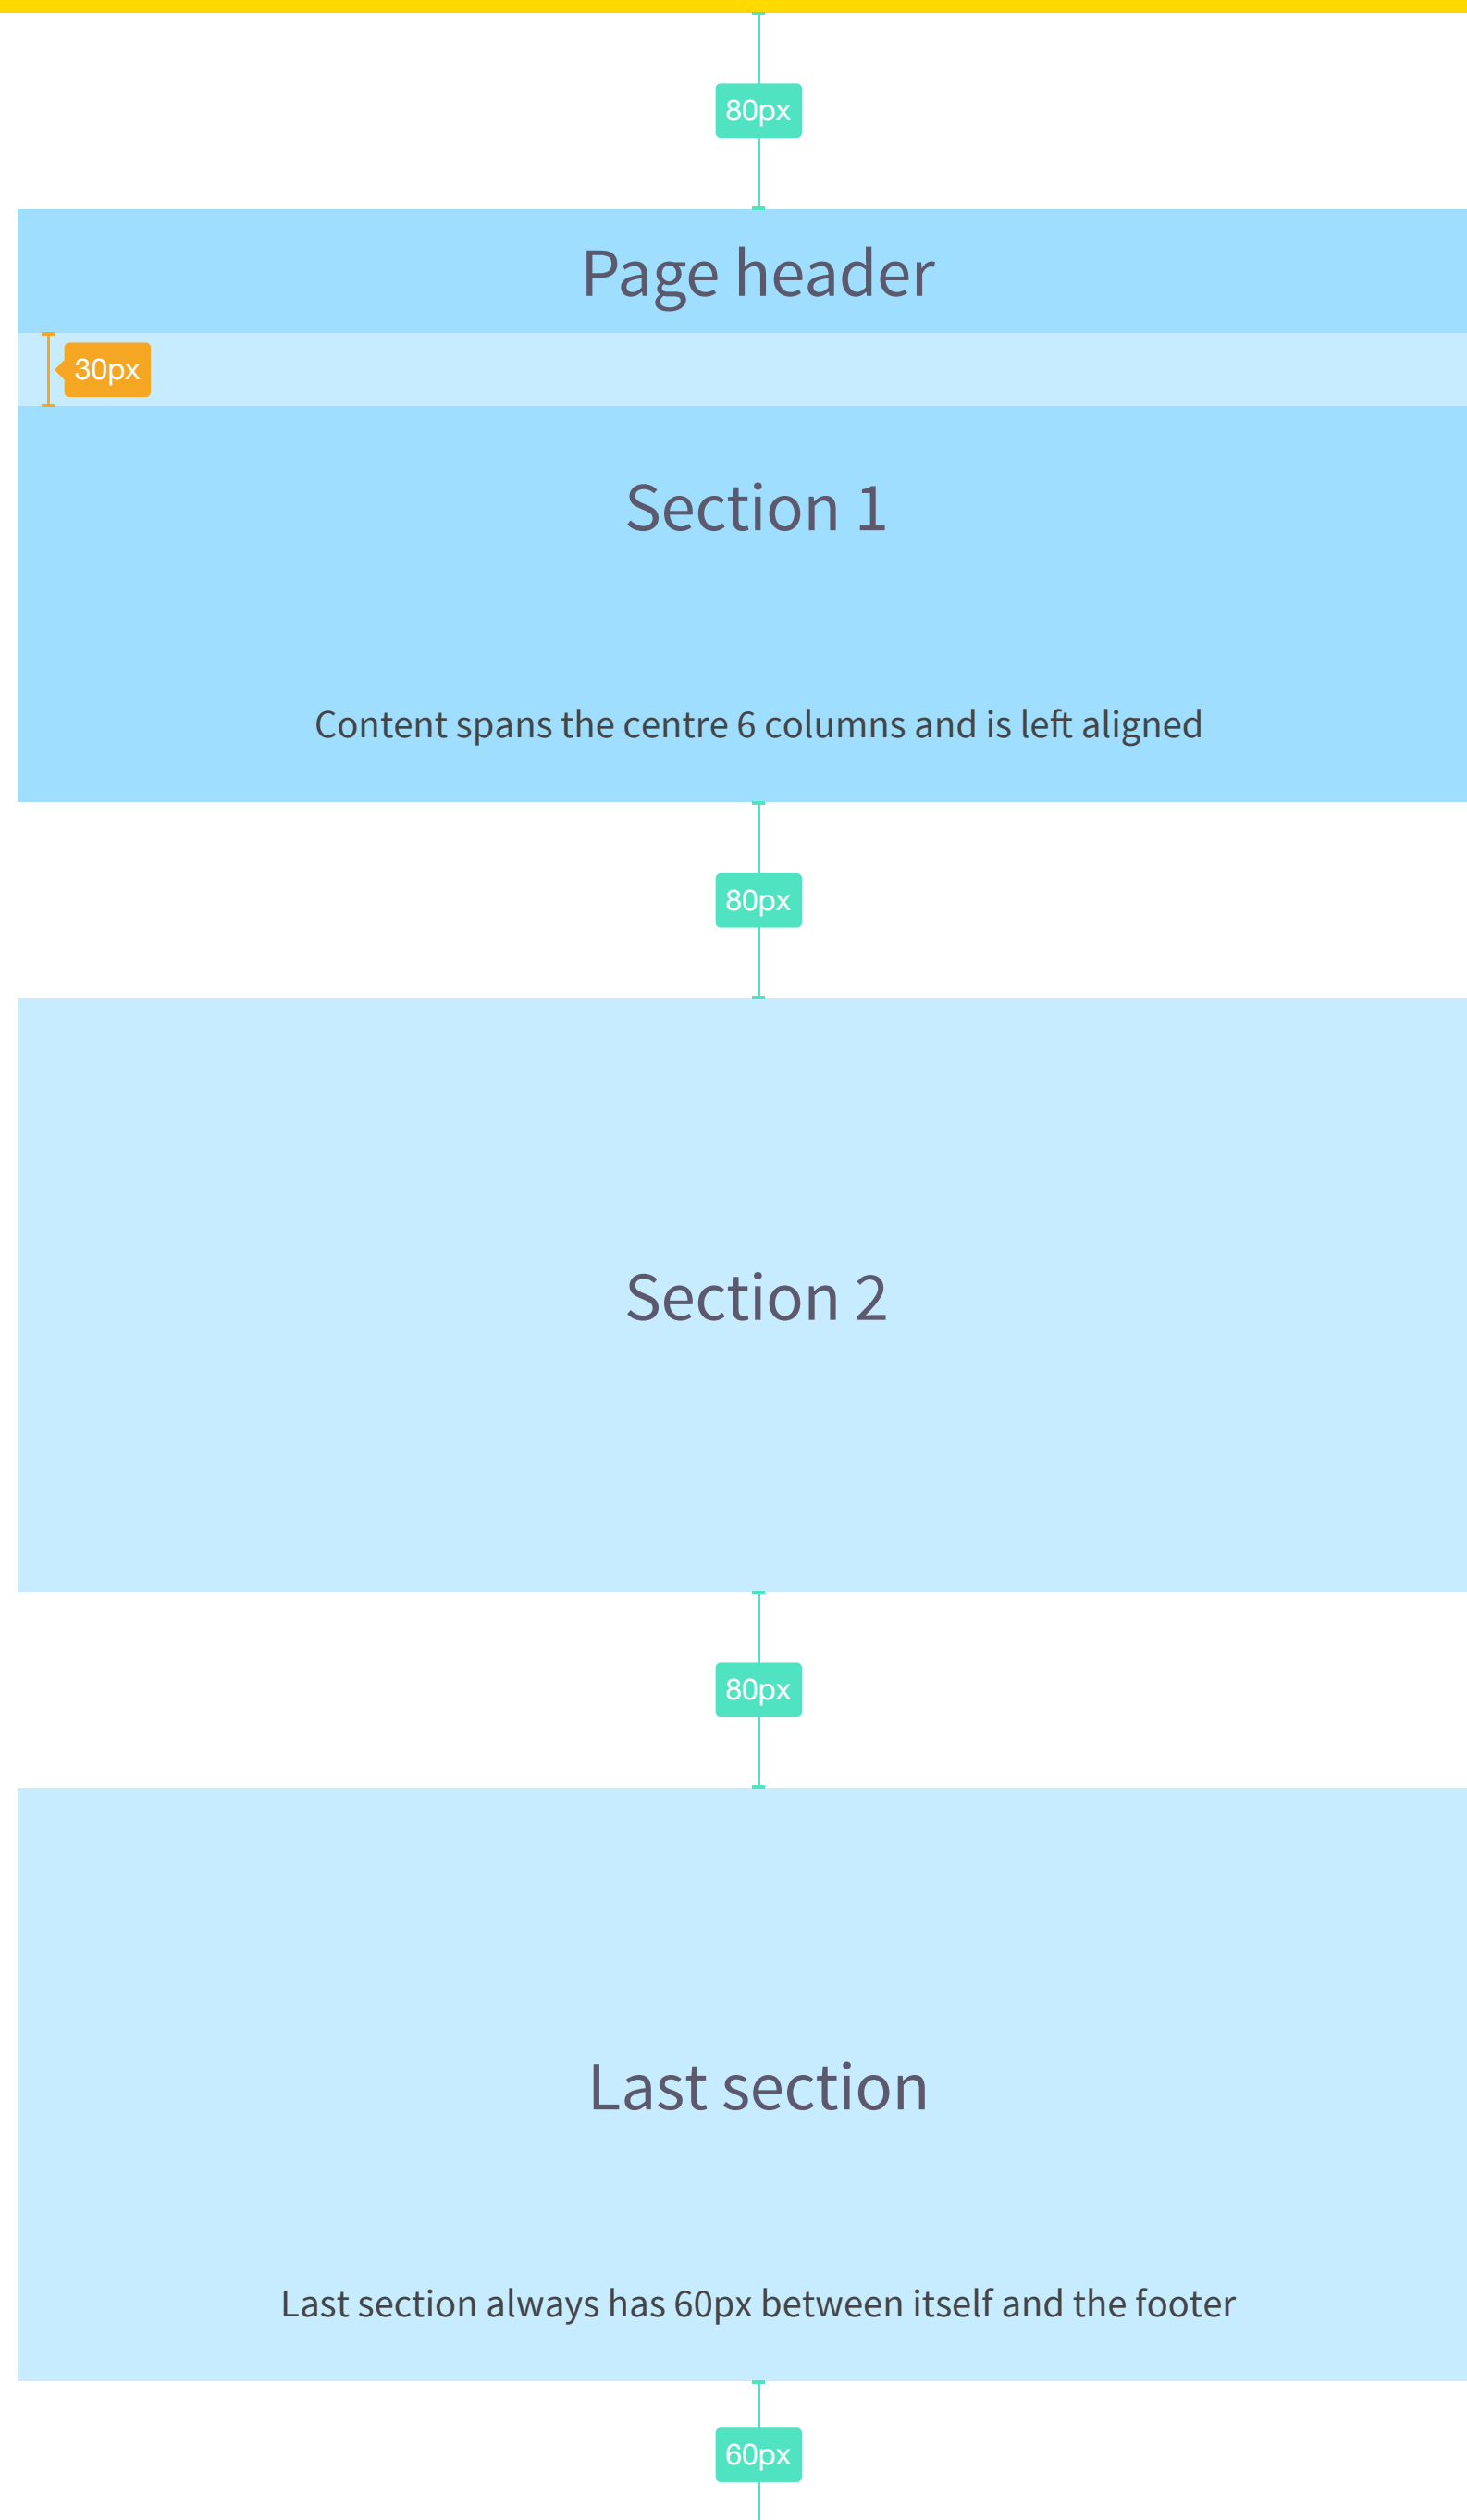 80px
Page header
30px
Section 1
Content spans the centre 6 columns and is left aligned
80px
Section 2
80px
Last section
Last section always has 60px between itself and the footer
60px